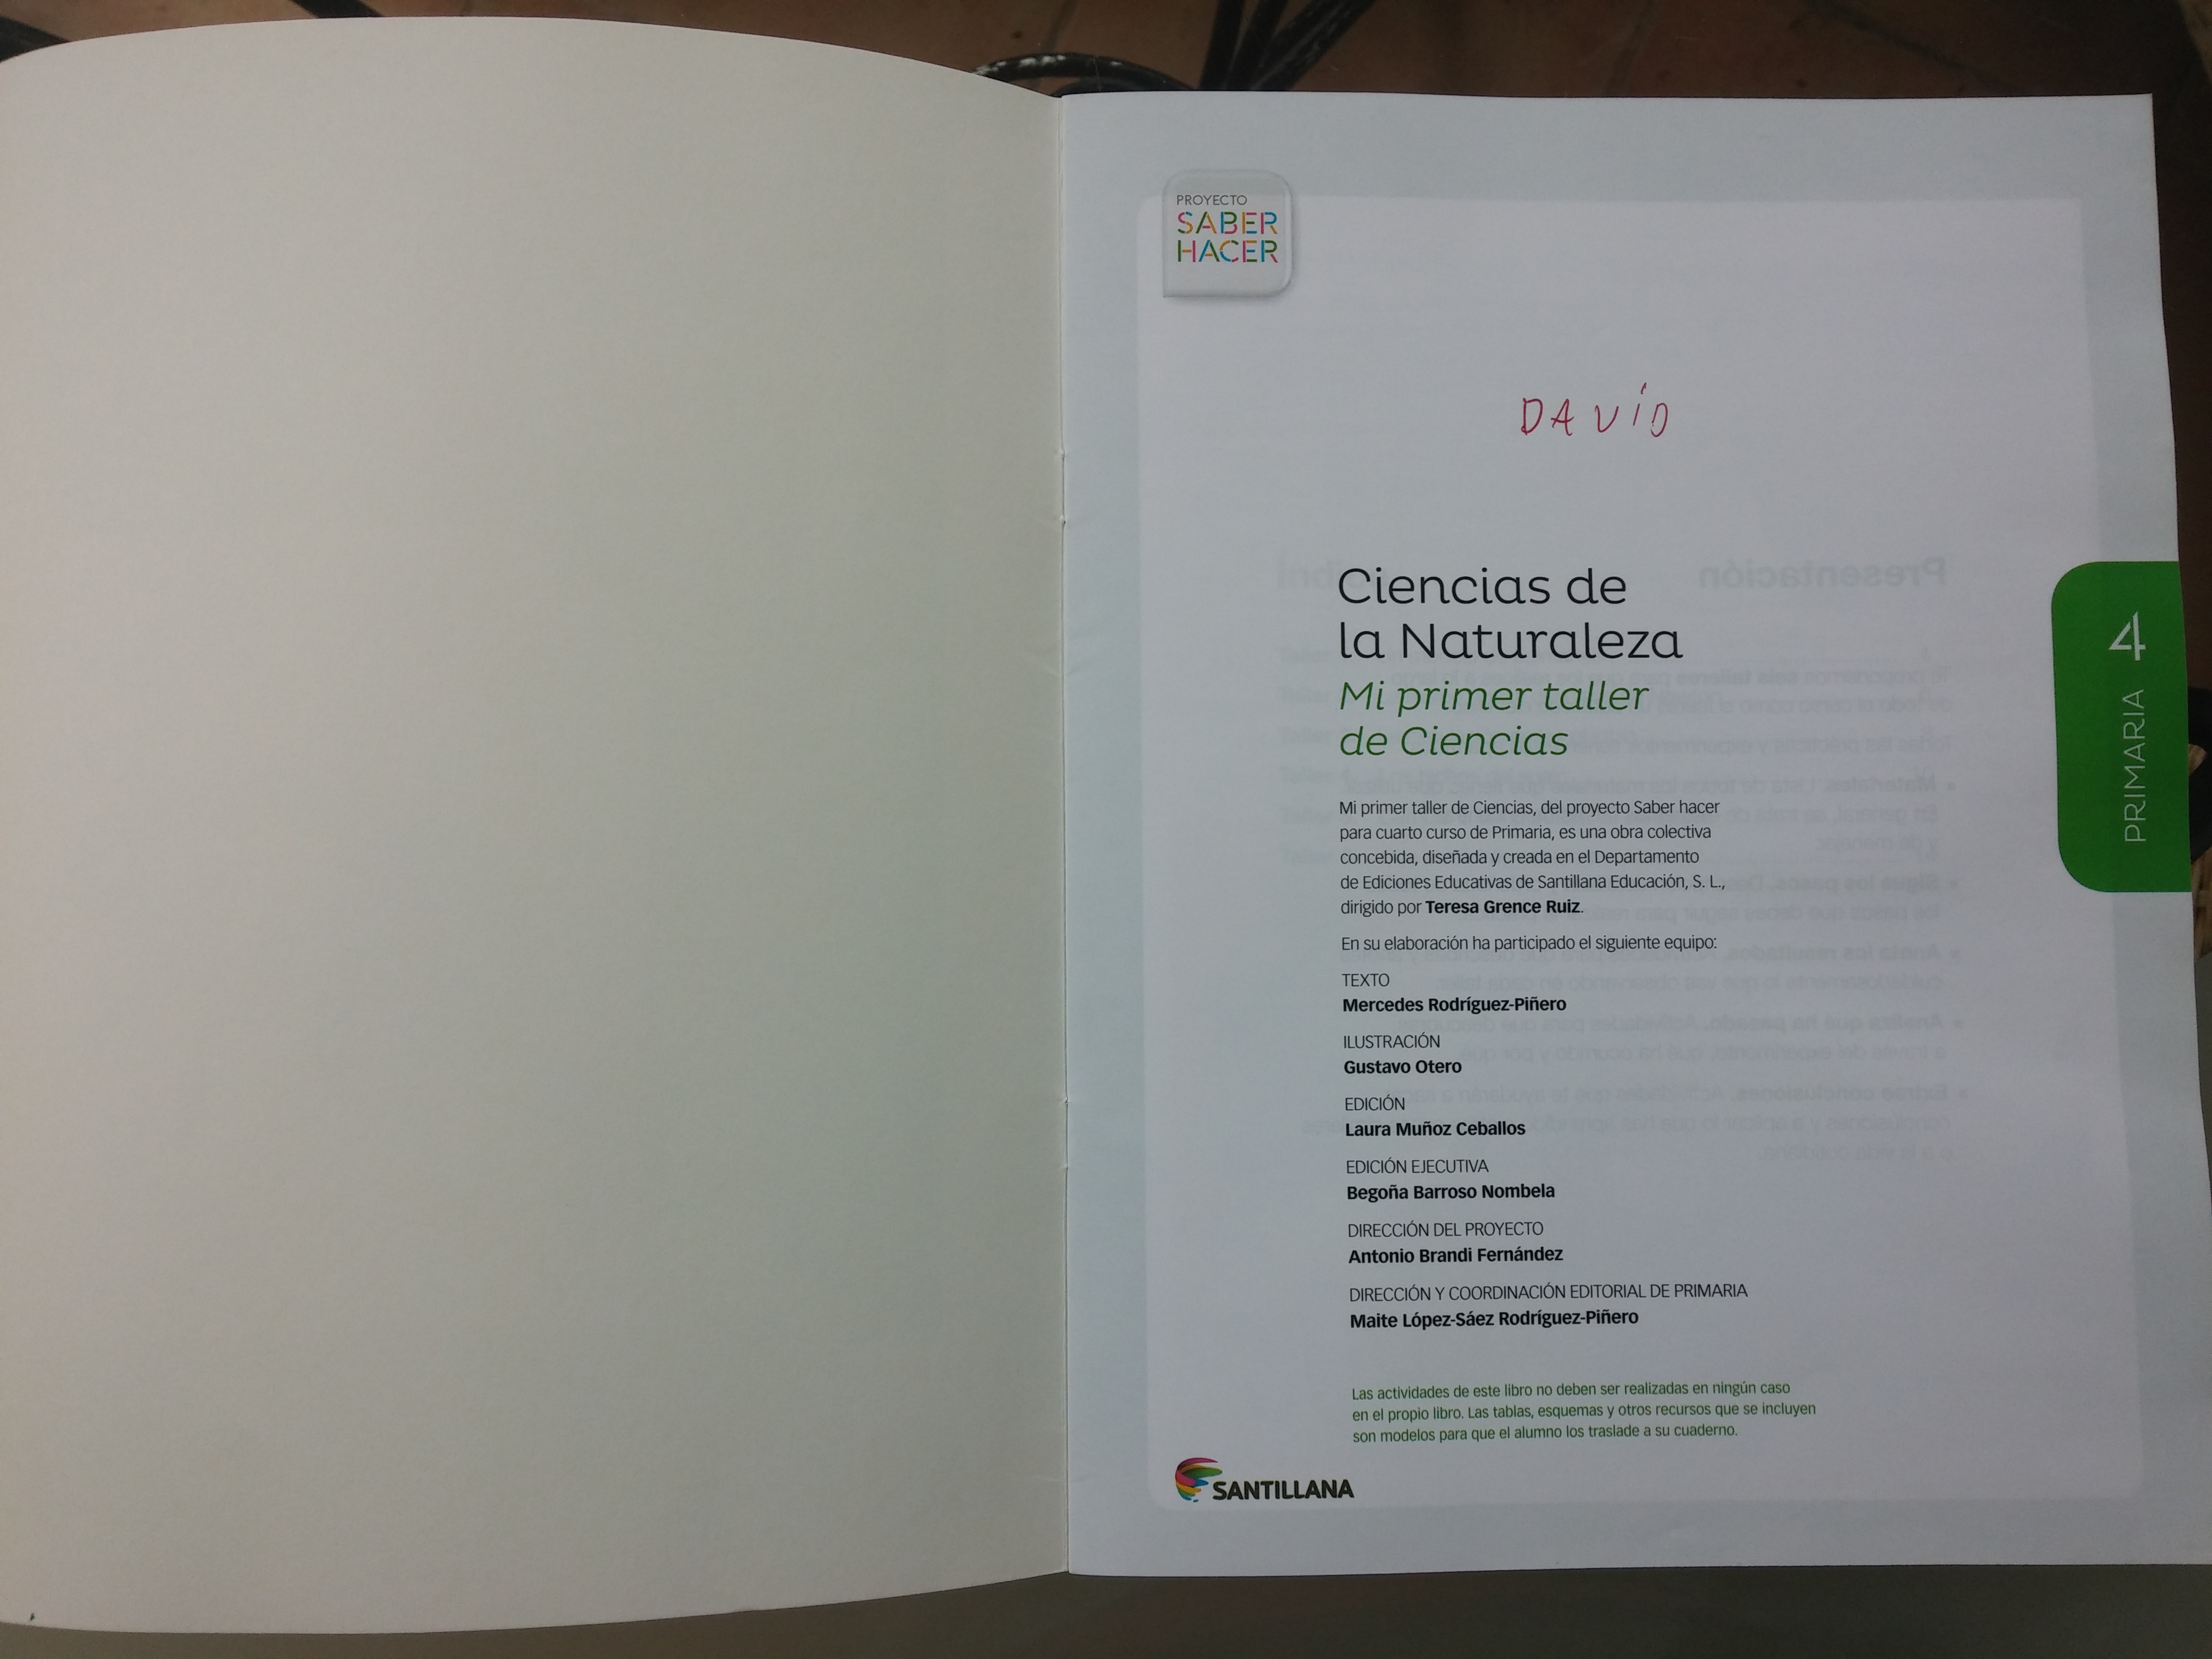 PROYECTO
SABER
HACER
4
PRIMARIA
DAVÍD
Ciencias de
la Naturaleza
Mi primer taller
de Ciencias
Mi primer taller de Ciencias, del proyecto Saber hacer
para cuarto curso de Primaria, es una obra colectiva
concebida, diseñada y creada en el Departamento
de Ediciones Educativas de Santillana Educación, S. L.,
dirigido por Teresa Grence Ruiz.
En su elaboración ha participado el siguiente equipo:
TEXTO
Mercedes Rodríguez-Piñero
ILUSTRACIÓN
Gustavo Otero
EDICIÓN
Laura Muñoz Ceballos
EDICIÓN EJECUTIVA
Begoña Barroso Nombela
DIRECCIÓN DEL PROYECTO
Antonio Brandi Fernández
DIRECCIÓN Y COORDINACIÓN EDITORIAL DE PRIMARIA
Maite López-Sáez Rodríguez-Piñero
Las actividades de este libro no deben ser realizadas en ningún caso
en el propio libro. Las tablas, esquemas y otros recursos que se incluyen
son modelos para que el alumno los traslade a su cuaderno.
SANTILLANA